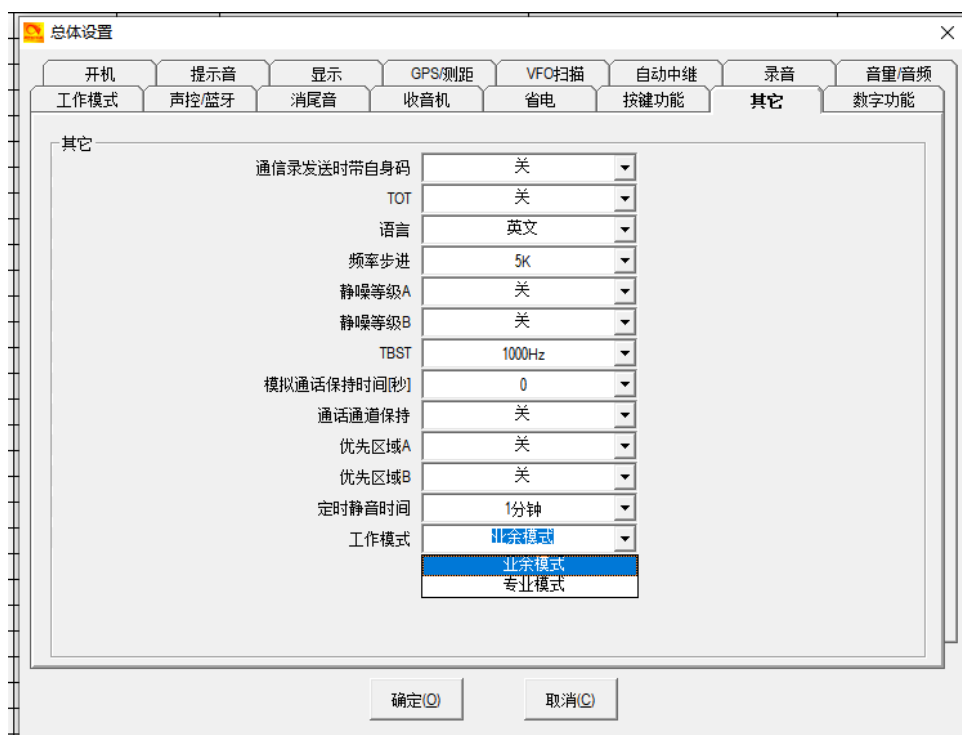 总体设置
开机 提示音 显示 GPS/测距 VFO扫描 自动中继 录音 音里/音频
工作模式 声控/蓝牙 消尾音 收音机 省电 按键功能 其它 数字功能
其它
通信录发送时带自身码 关
TOT 关
语言 英文
频率步进 5K
静噪等级A 关
静噪等级B 关
TBST 1000Hz
模拟通话保持时间[秒] 0
通话通道保持 关
优先区域A 关
优先区域B 关
定时静音时间 1分钟
工作模式 业余模式
业余模式
专业模式
确定(O) 取消(C)